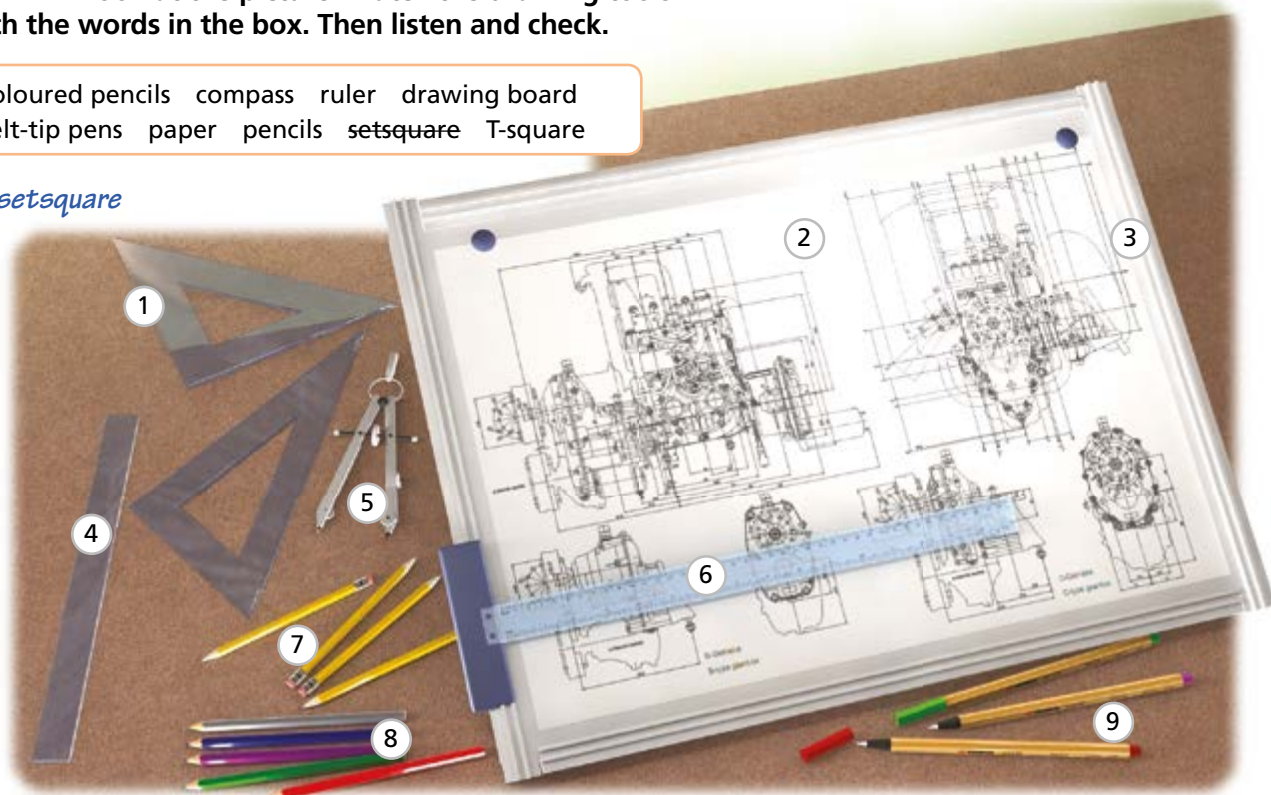 th the words in the box. Then listen and check.
oloured pencils compass ruler drawing board
elt-tip pens paper pencils setsquare T-square
setsquare
1
2
3
4
5
6
7
8
9